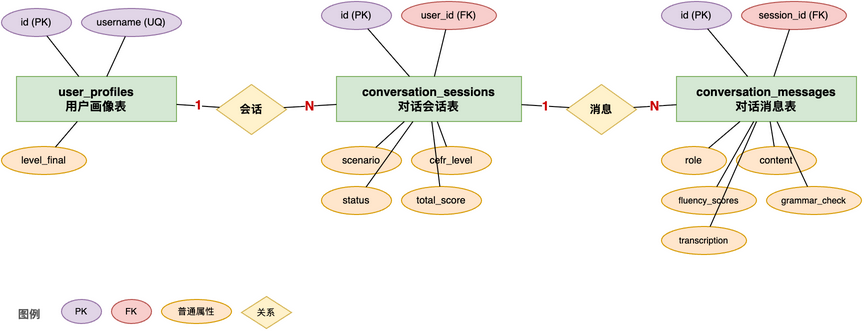 id (PK)
username (UQ)
id (PK)
user_id (FK)
id (PK)
session_id (FK)
user_profiles
用户画像表
1
会话
N
conversation_sessions
对话会话表
1
消息
N
conversation_messages
对话消息表
level_final
scenario
cefr_level
role
content
status
total_score
fluency_scores
grammar_check
transcription
图例
PK
FK
普通属性
关系